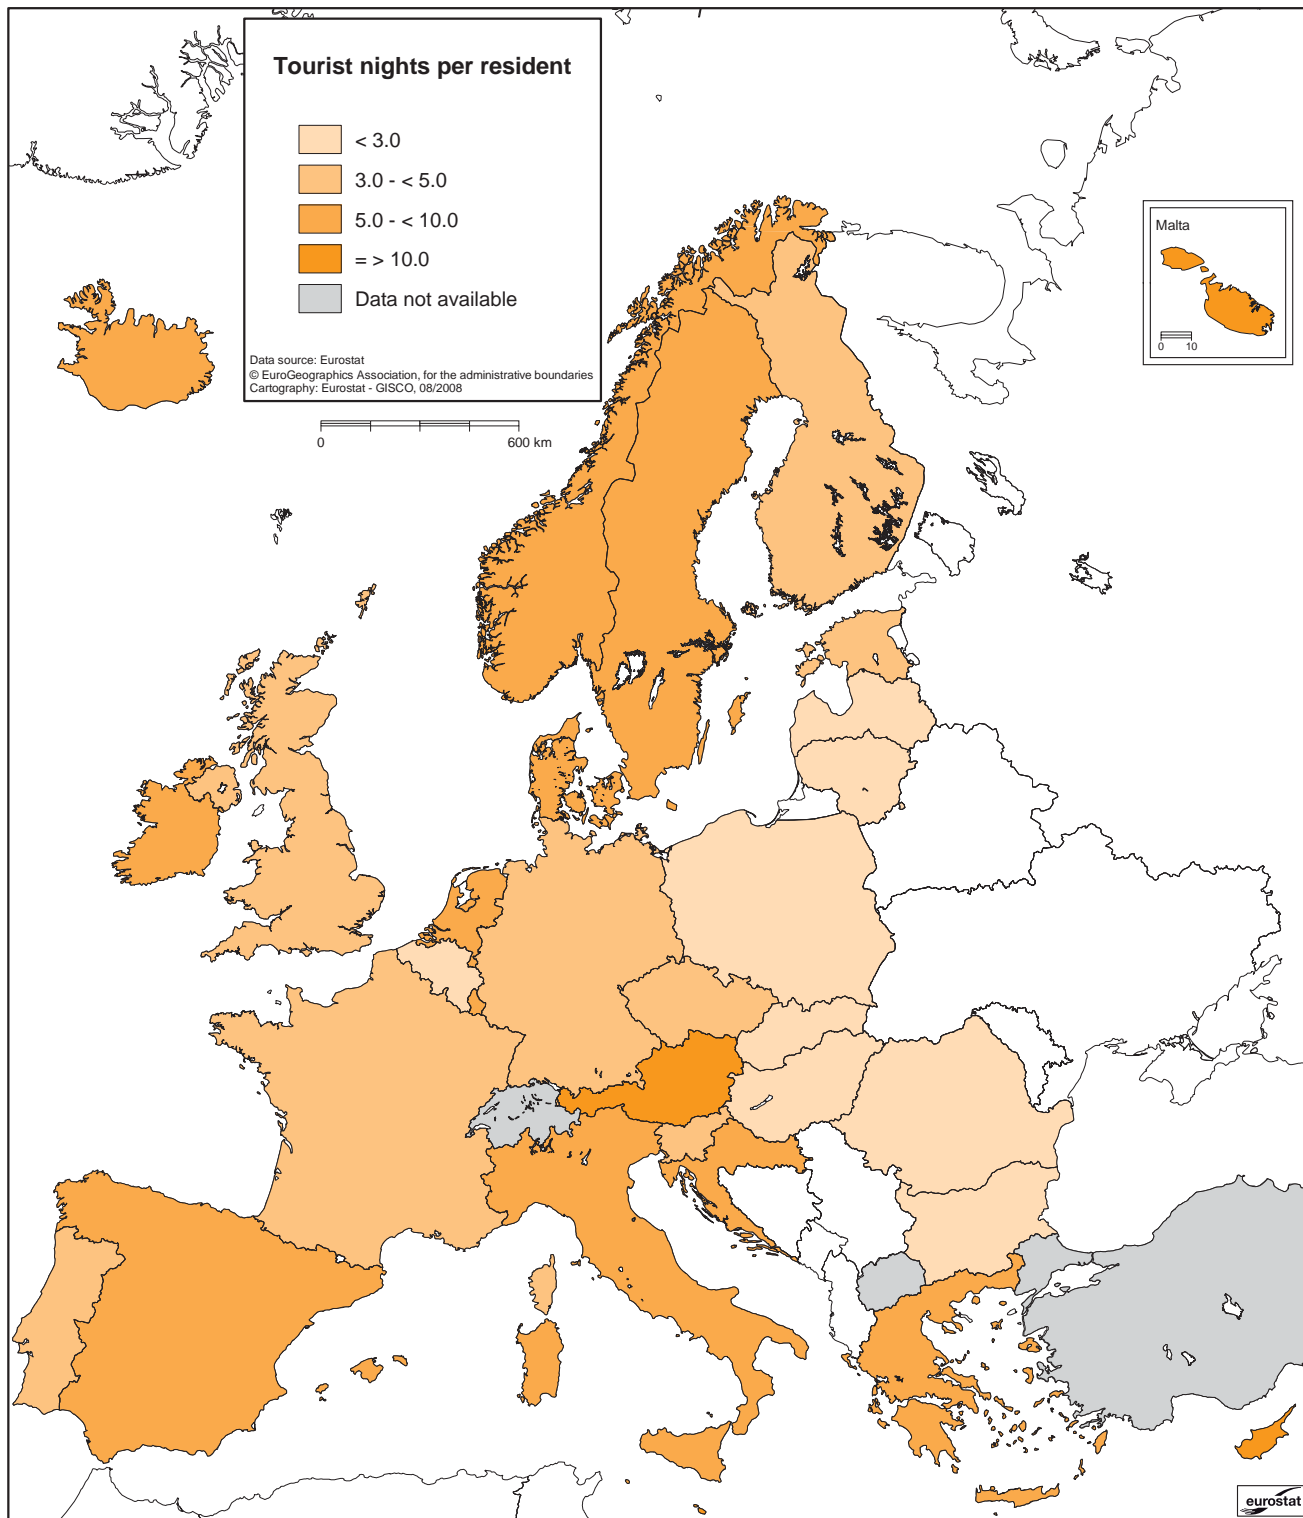 Tourist nights per resident
< 3.0
3.0 - < 5.0
5.0 - < 10.0
= > 10.0
Data not available
Data source: Eurostat
© EuroGeographics Association, for the administrative boundaries
Cartography: Eurostat - GISCO, 08/2008
0 600 km
Malta
0 10
eurostat